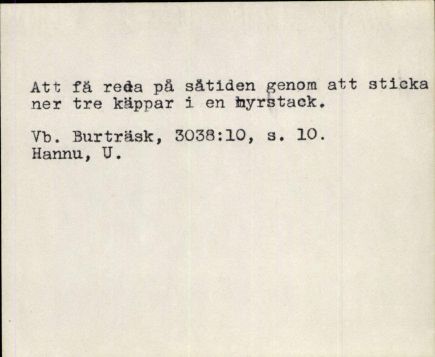 Att få reda på såtiden genom att sticka
ner tre käppar i en myrstack.
Vb. Burträsk, 3038:10, s. 10.
Hannu, U.